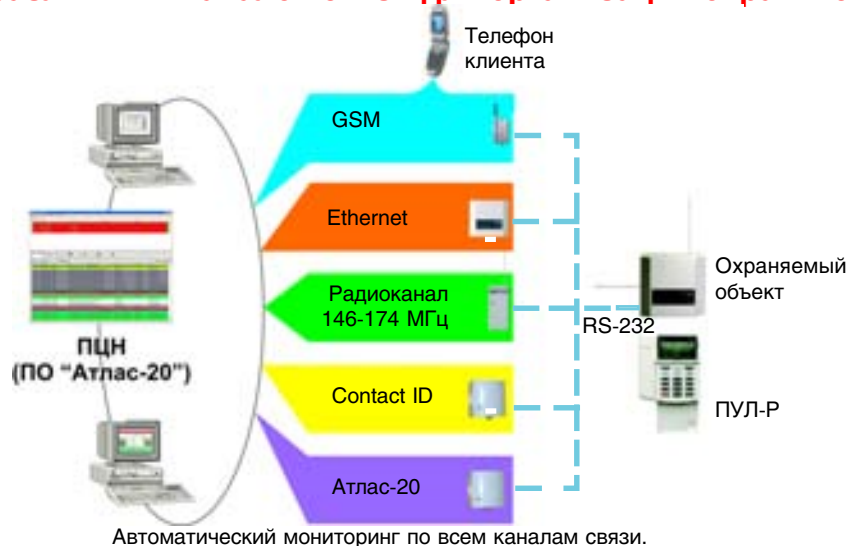 Телефон
клиента
GSM
Ethernet
Радиоканал
146-174 МГц
Contact ID
Атлас-20
ПЦН
(ПО "Атлас-20")
RS-232
Охраняемый
объект
ПУЛ-Р
Автоматический мониторинг по всем каналам связи.